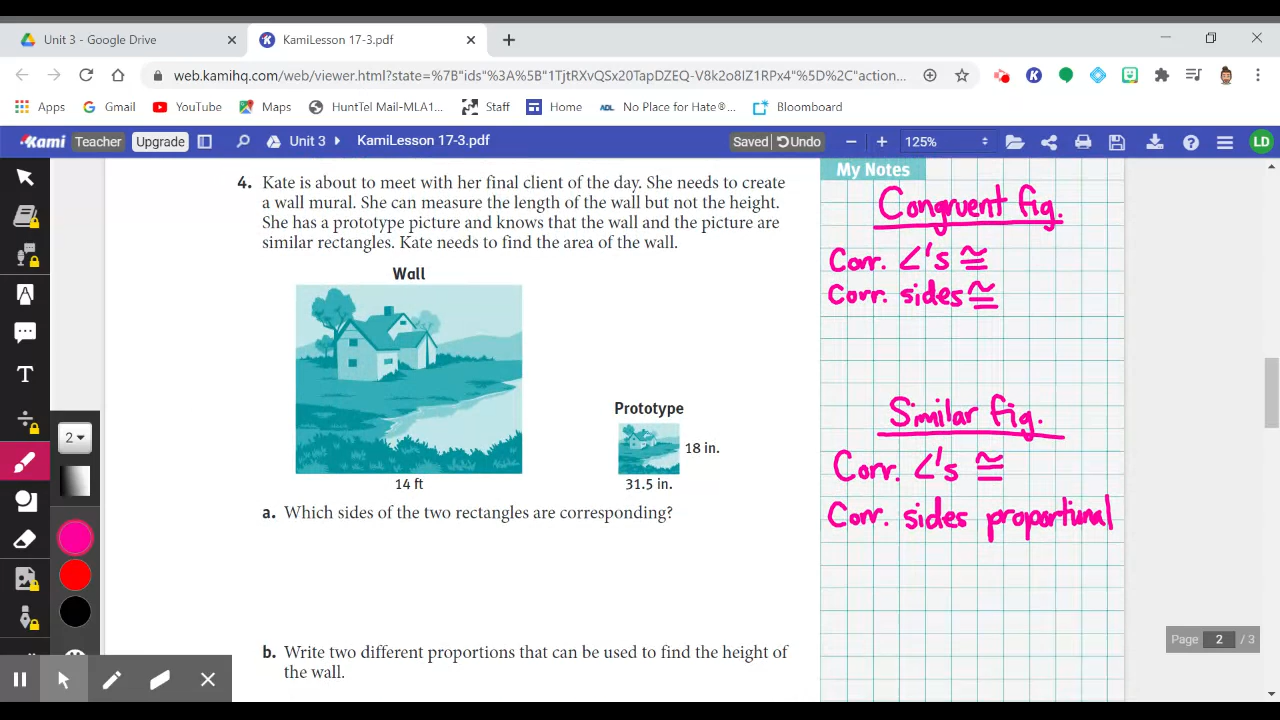 Unit 3 - Google Drive
KamiLesson 17-3.pdf
web.kamihq.com/web/viewer.html?state=%7B"ids"%3A%5B"1TjtRXvQSx20TapDZEQ-V8k2o8IZ1RPx4"%5D%2C"action...
Apps
Gmail
YouTube
Maps
HuntTel Mail-MLA1...
Staff
Home
ADL
No Place for Hate®...
Bloomboard
Kami
Teacher
Upgrade
Unit 3
KamiLesson 17-3.pdf
Saved Undo
125%
LD
4. Kate is about to meet with her final client of the day. She needs to create
a wall mural. She can measure the length of the wall but not the height.
She has a prototype picture and knows that the wall and the picture are
similar rectangles. Kate needs to find the area of the wall.
Wall
14 ft
Prototype
18 in.
31.5 in.
a. Which sides of the two rectangles are corresponding?
b. Write two different proportions that can be used to find the height of
the wall.
My Notes
Congruent fig.
Corr. ∠'s ≅
Corr. sides ≅
Similar fig.
Corr. ∠'s ≅
Corr. sides proportional
2
Page 2 / 3